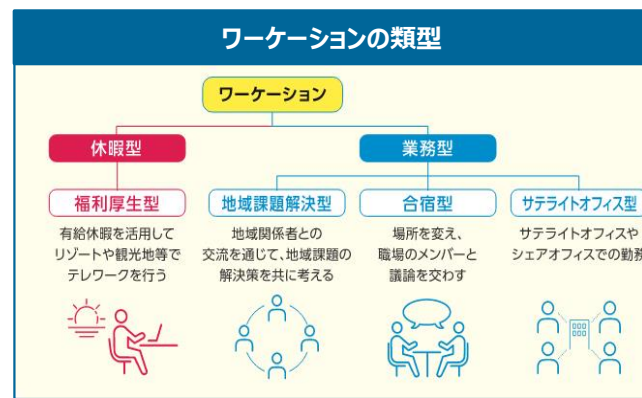 ワーケーションの類型
ワーケーション
休暇型
業務型
福利厚生型
有給休暇を活用して
リゾートや観光地等で
テレワークを行う
地域課題解決型
地域関係者との
交流を通じて、地域課題の
解決策を共に考える
合宿型
場所を変え、
職場のメンバーと
議論を交わす
サテライトオフィス型
サテライトオフィスや
シェアオフィスでの勤務